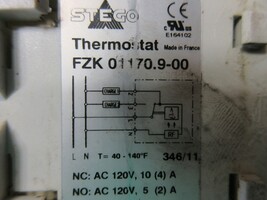 STEGO
E164102
Thermostat
Made in France
FZK 01170.9-00
L N T= 40 - 140°F 346/11
NC: AC 120V, 10 (4) A
NO: AC 120V, 5 (2) A